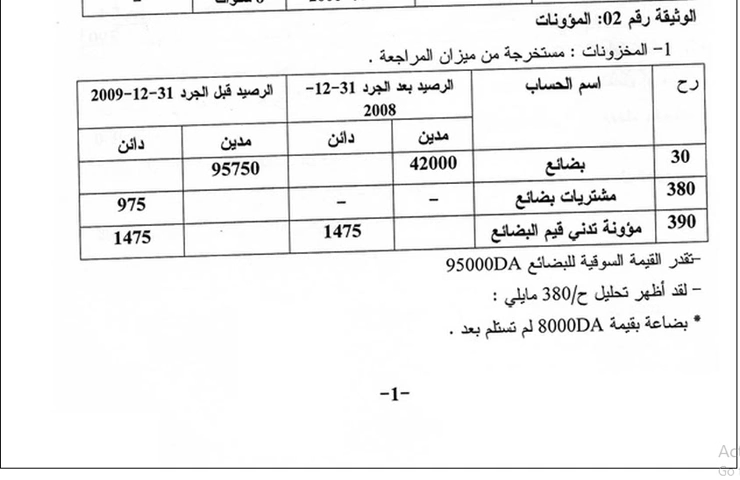 الوثيقة رقم 02: المؤونات
1- المخزونات : مستخرجة من ميزان المراجعة .
رح | اسم الحساب | الرصيد بعد الجرد 31-12-2008 | الرصيد قبل الجرد 31-12-2009
مدين | دائن | مدين | دائن
30 | بضائع | 42000 | | 95750 |
380 | مشتريات بضائع | – | – | | 975
390 | مؤونة تدني قيم البضائع | | 1475 | | 1475
-تقدر القيمة السوقية للبضائع 95000DA
- لقد أظهر تحليل ح/380 مايلي :
* بضاعة بقيمة 8000DA لم تستلم بعد .
-1-